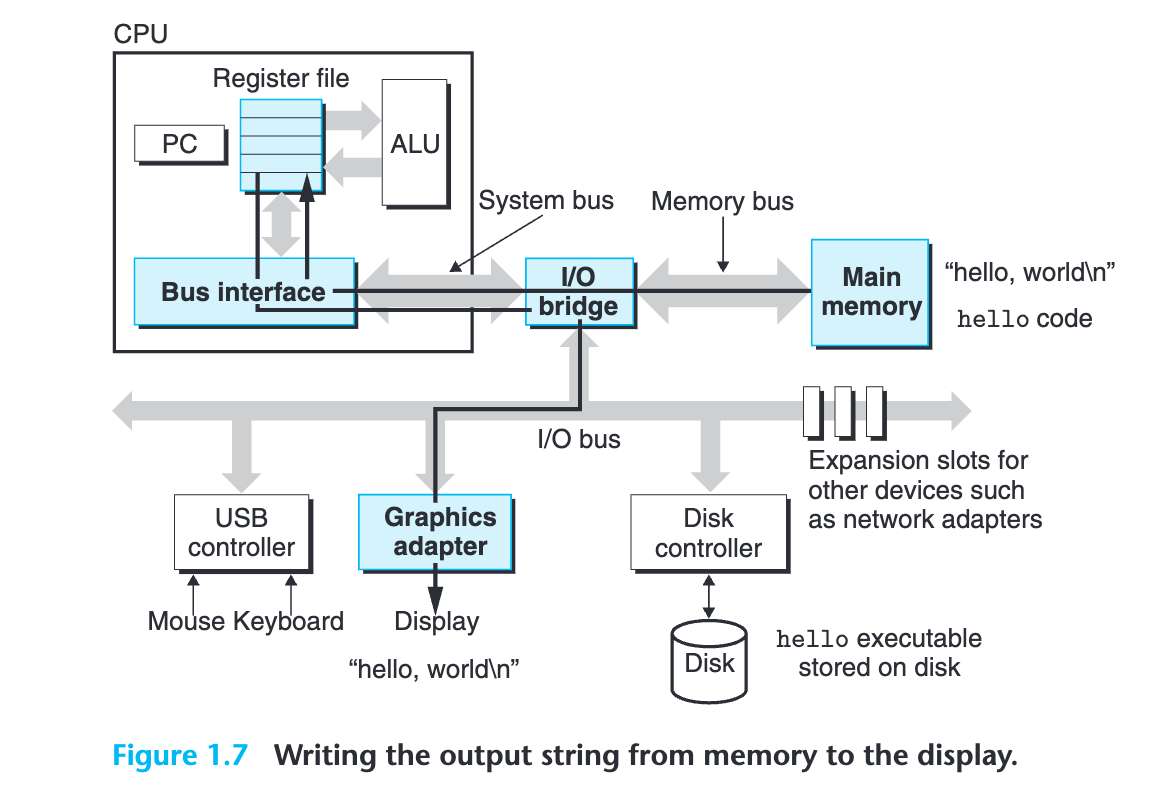 CPU
Register file
PC
ALU
System bus
Memory bus
Bus interface
I/O
bridge
Main
memory
“hello, world\n”
hello code
I/O bus
Expansion slots for
other devices such
as network adapters
USB
controller
Graphics
adapter
Disk
controller
Mouse Keyboard
Display
“hello, world\n”
Disk
hello executable
stored on disk
Figure 1.7 Writing the output string from memory to the display.